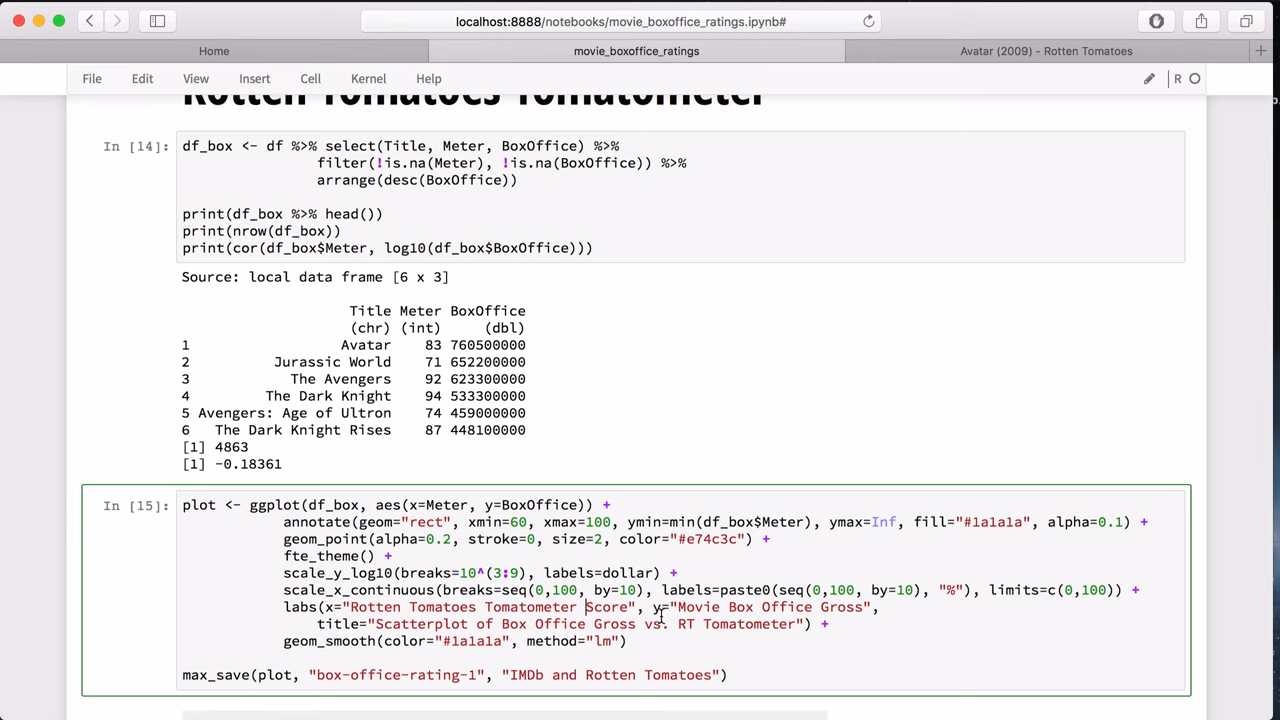 localhost:8888/notebooks/movie_boxoffice_ratings.ipynb#
Home
movie_boxoffice_ratings
Avatar (2009) - Rotten Tomatoes
File Edit View Insert Cell Kernel Help
R
Rotten Tomatoes Tomatometer
In [14]:
df_box <- df %>% select(Title, Meter, BoxOffice) %>%
filter(!is.na(Meter), !is.na(BoxOffice)) %>%
arrange(desc(BoxOffice))
print(df_box %>% head())
print(nrow(df_box))
print(cor(df_box$Meter, log10(df_box$BoxOffice)))
Source: local data frame [6 x 3]
Title Meter BoxOffice
(chr) (int) (dbl)
1 Avatar 83 760500000
2 Jurassic World 71 652200000
3 The Avengers 92 623300000
4 The Dark Knight 94 533300000
5 Avengers: Age of Ultron 74 459000000
6 The Dark Knight Rises 87 448100000
[1] 4863
[1] -0.18361
In [15]:
plot <- ggplot(df_box, aes(x=Meter, y=BoxOffice)) +
annotate(geom="rect", xmin=60, xmax=100, ymin=min(df_box$Meter), ymax=Inf, fill="#1a1a1a", alpha=0.1) +
geom_point(alpha=0.2, stroke=0, size=2, color="#e74c3c") +
fte_theme() +
scale_y_log10(breaks=10^(3:9), labels=dollar) +
scale_x_continuous(breaks=seq(0,100, by=10), labels=paste0(seq(0,100, by=10), "%"), limits=c(0,100)) +
labs(x="Rotten Tomatoes Tomatometer Score", y="Movie Box Office Gross",
title="Scatterplot of Box Office Gross vs. RT Tomatometer") +
geom_smooth(color="#1a1a1a", method="lm")
max_save(plot, "box-office-rating-1", "IMDb and Rotten Tomatoes")